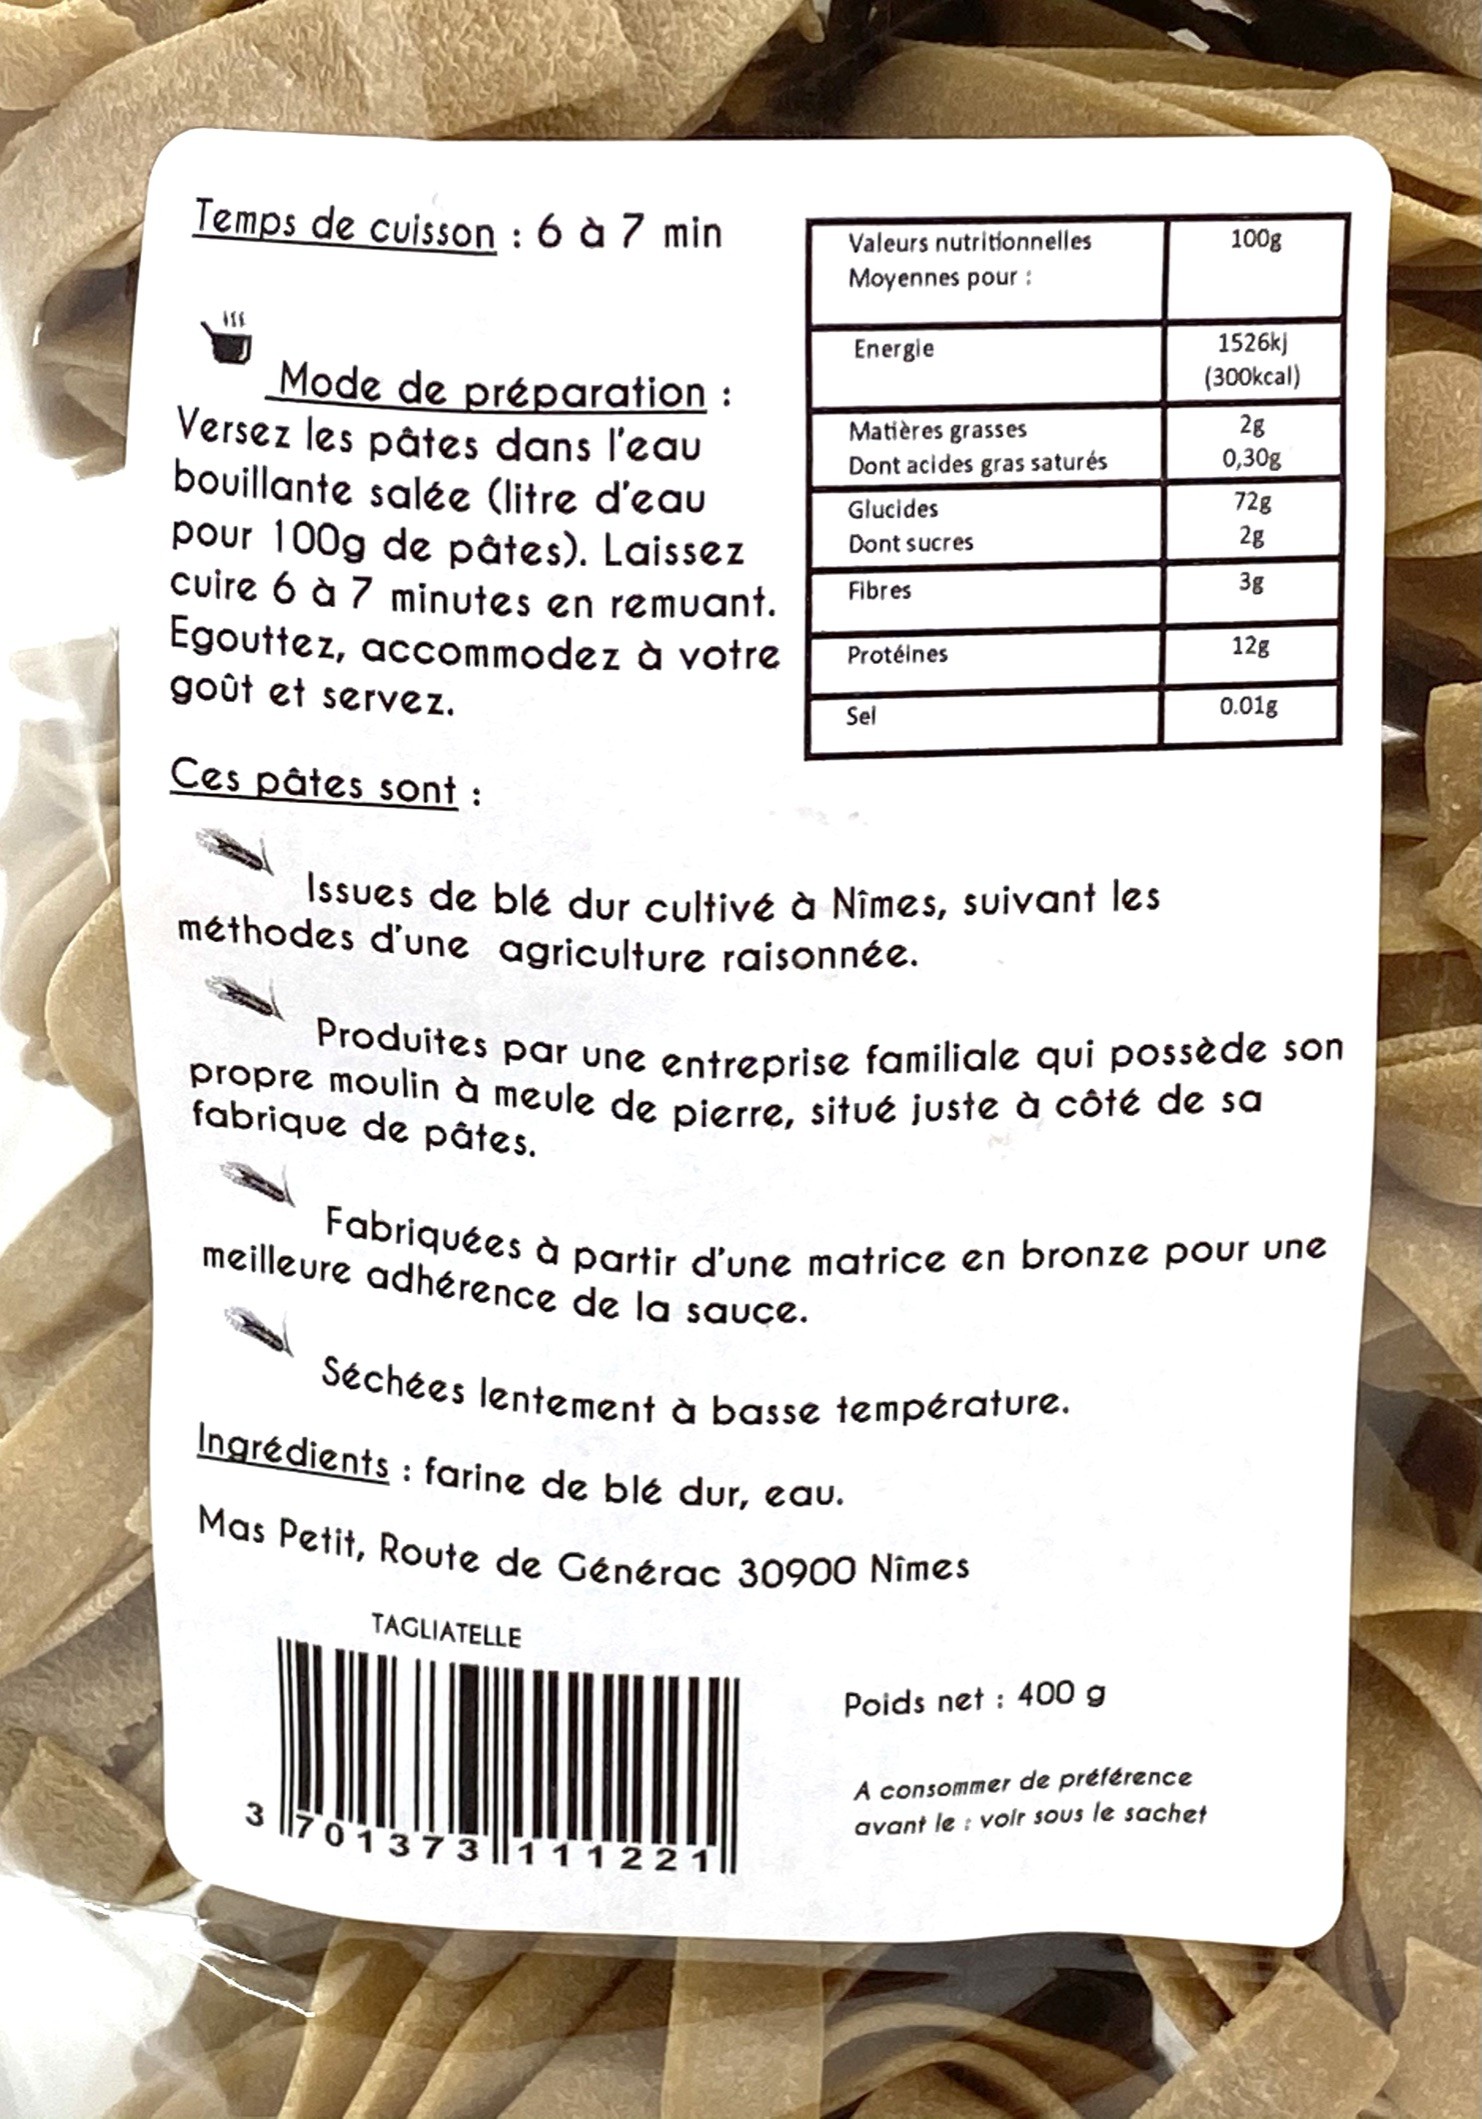 Temps de cuisson : 6 à 7 min
Mode de préparation :
Versez les pâtes dans l'eau
bouillante salée (litre d'eau
pour 100g de pâtes). Laissez
cuire 6 à 7 minutes en remuant.
Egouttez, accommodez à votre
goût et servez.
Valeurs nutritionnelles 100g
Moyennes pour :
Energie 1526kj
(300kcal)
Matières grasses 2g
Dont acides gras saturés 0,30g
Glucides 72g
Dont sucres 2g
Fibres 3g
Protéines 12g
Sel 0.01g
Ces pâtes sont :
Issues de blé dur cultivé à Nîmes, suivant les
méthodes d'une agriculture raisonnée.
Produites par une entreprise familiale qui possède son
propre moulin à meule de pierre, situé juste à côté de sa
fabrique de pâtes.
Fabriquées à partir d'une matrice en bronze pour une
meilleure adhérence de la sauce.
Séchées lentement à basse température.
Ingrédients : farine de blé dur, eau.
Mas Petit, Route de Générac 30900 Nîmes
TAGLIATELLE
3 701373 111221
Poids net : 400 g
A consommer de préférence
avant le : voir sous le sachet